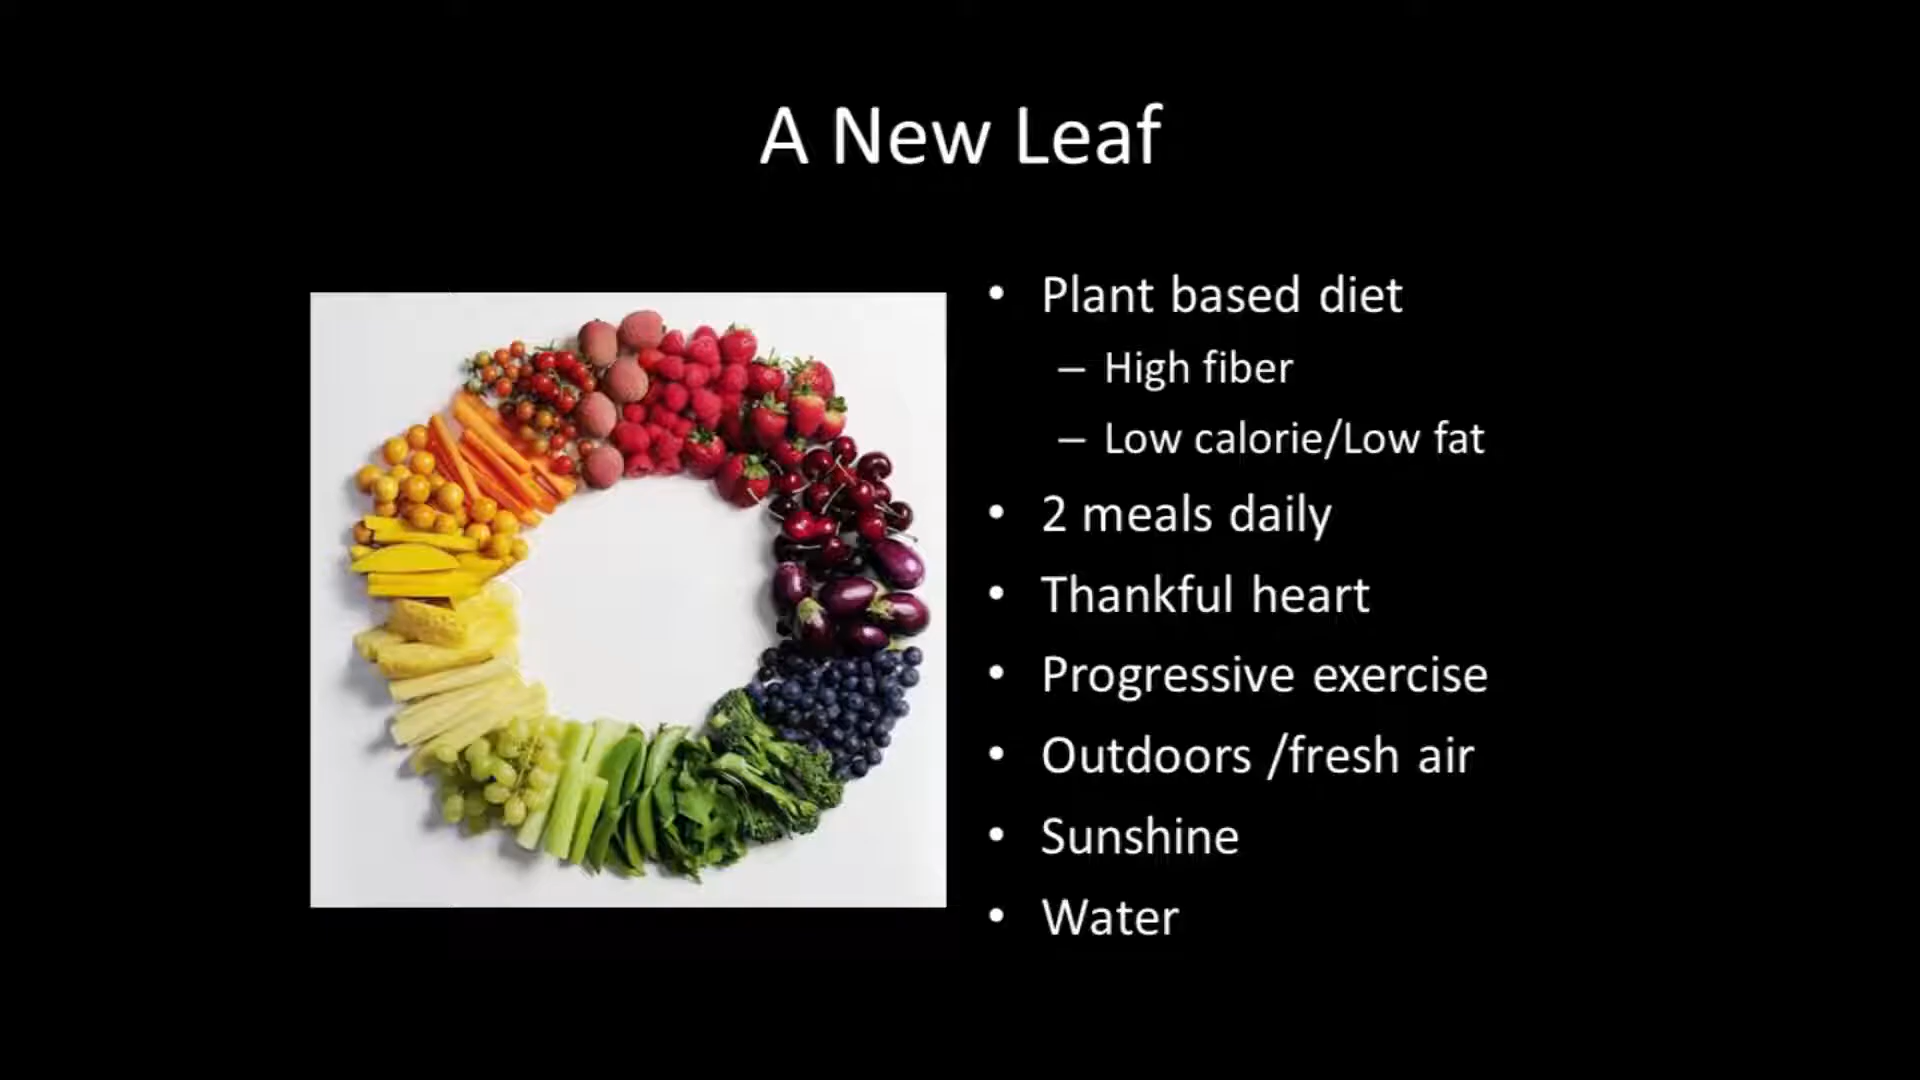 A New Leaf
• Plant based diet
– High fiber
– Low calorie/Low fat
• 2 meals daily
• Thankful heart
• Progressive exercise
• Outdoors /fresh air
• Sunshine
• Water